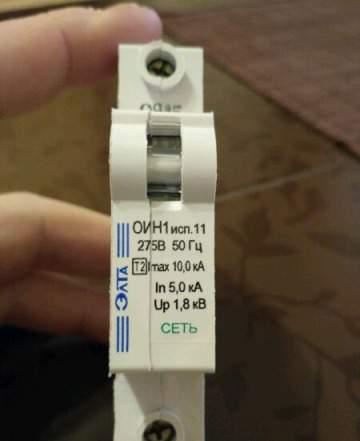 ОИН1 исп.11
275В 50 Гц
T2 Imax 10,0 кА
In 5,0 кА
Up 1,8 кВ
СЕТЬ
ЭЛТА